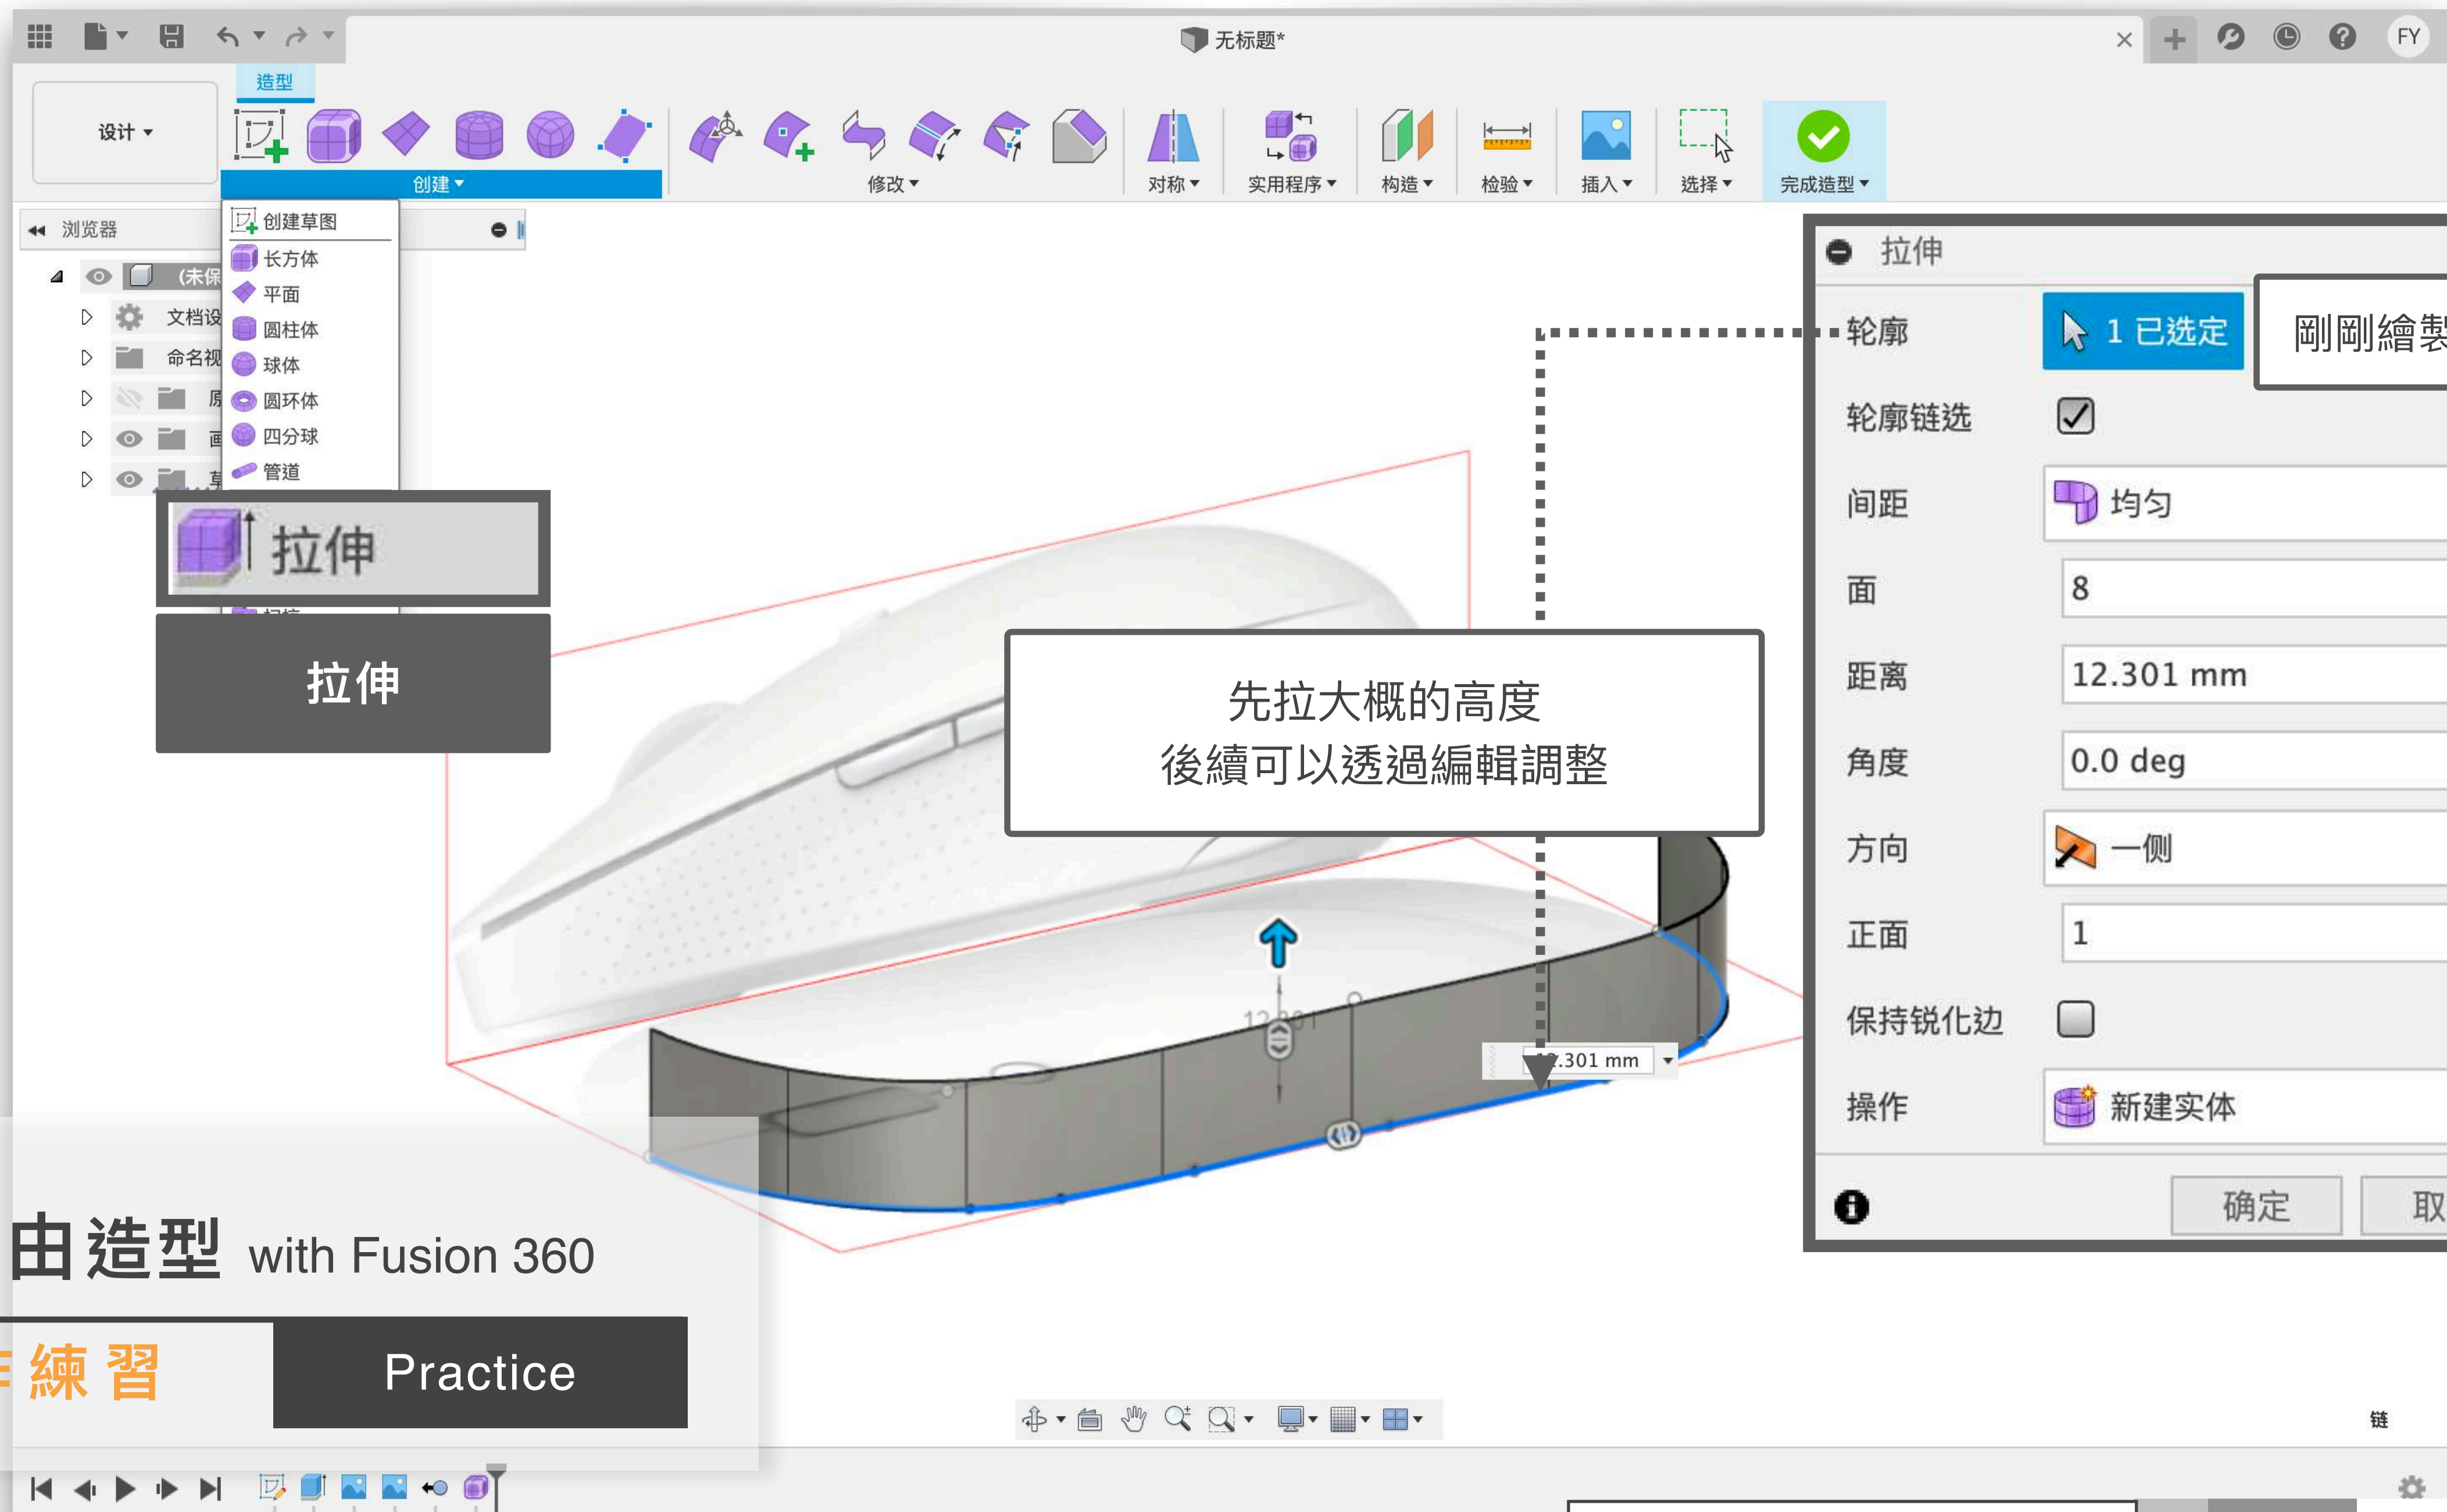 无标题*
FY
造型
设计
创建
修改
对称
实用程序
构造
检验
插入
选择
完成造型
浏览器
(未保
文档设
命名视
创建草图
长方体
平面
圆柱体
球体
圆环体
四分球
管道
拉伸
拉伸
先拉大概的高度
後續可以透過編輯調整
12.301 mm
拉伸
轮廓
1 已选定
剛剛繪製
轮廓链选
间距
均匀
面
8
距离
12.301 mm
角度
0.0 deg
方向
一侧
正面
1
保持锐化边
操作
新建实体
确定
取
由造型 with Fusion 360
練習
Practice
链